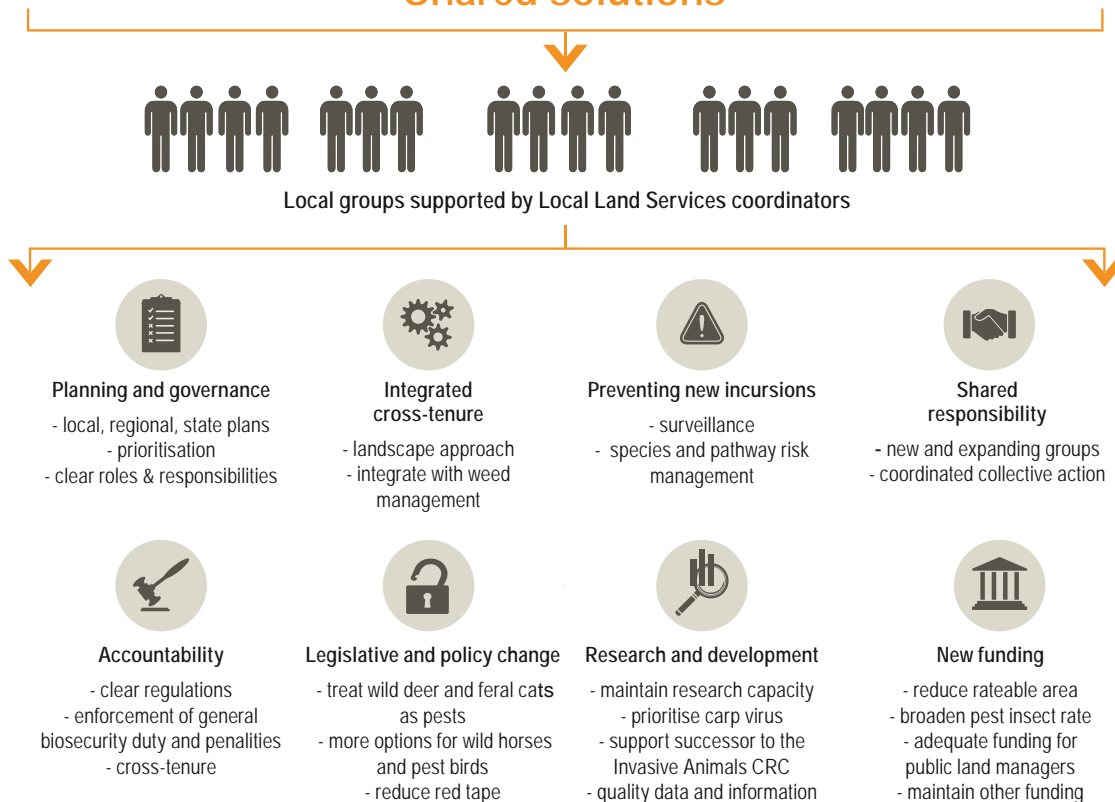 Shared solutions
Local groups supported by Local Land Services coordinators
Planning and governance
- local, regional, state plans
- prioritisation
- clear roles & responsibilities
Integrated
cross-tenure
- landscape approach
- integrate with weed
management
Preventing new incursions
- surveillance
- species and pathway risk
management
Shared
responsibility
- new and expanding groups
- coordinated collective action
Accountability
- clear regulations
- enforcement of general
biosecurity duty and penalities
- cross-tenure
Legislative and policy change
- treat wild deer and feral cats
as pests
- more options for wild horses
and pest birds
- reduce red tape
Research and development
- maintain research capacity
- prioritise carp virus
- support successor to the
Invasive Animals CRC
- quality data and information
New funding
- reduce rateable area
- broaden pest insect rate
- adequate funding for
public land managers
- maintain other funding